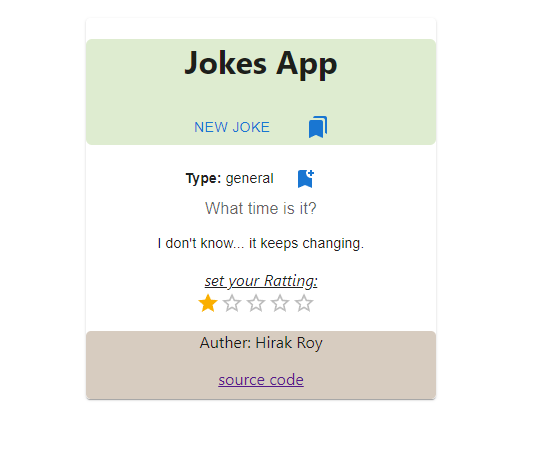 Jokes App
NEW JOKE
Type: general
What time is it?
I don't know... it keeps changing.
set your Ratting:
Auther: Hirak Roy
source code